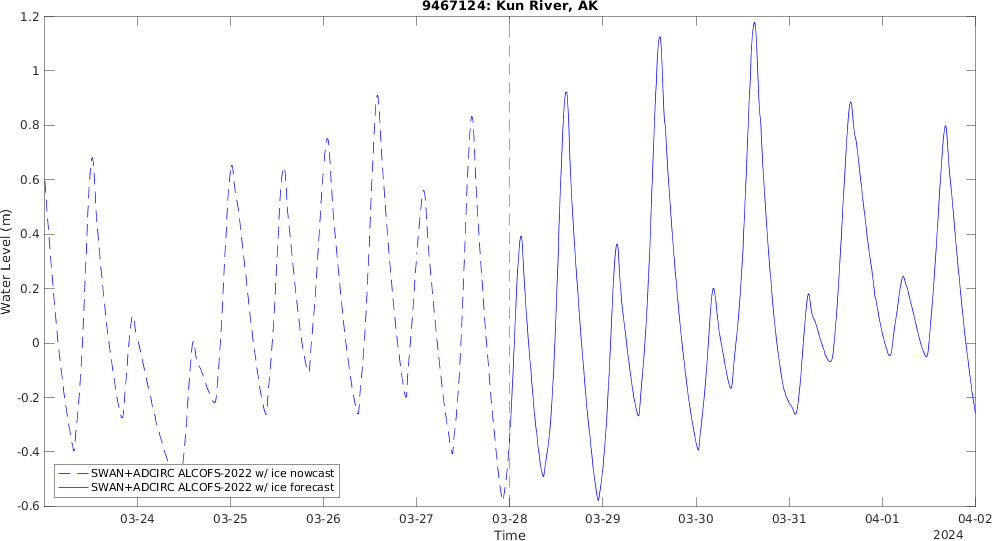 9467124: Kun River, AK
Water Level (m)
1.2
1
0.8
0.6
0.4
0.2
0
-0.2
-0.4
-0.6
SWAN+ADCIRC ALCOFS-2022 w/ ice nowcast
SWAN+ADCIRC ALCOFS-2022 w/ ice forecast
03-24 03-25 03-26 03-27 03-28 03-29 03-30 03-31 04-01 04-02
Time
2024